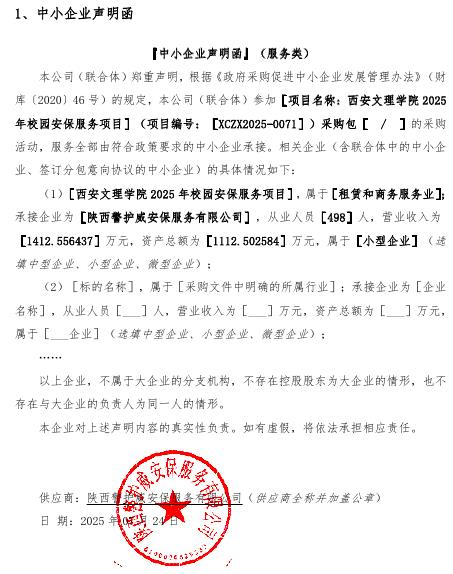 1、中小企业声明函
『中小企业声明函』（服务类）
本公司（联合体）郑重声明，根据《政府采购促进中小企业发展管理办法》（财
库〔2020〕46 号）的规定，本公司（联合体）参加【项目名称：西安文理学院 2025
年校园安保服务项目】（项目编号：【XCZX2025-0071】）采购包【 / 】的采购
活动，服务全部由符合政策要求的中小企业承接。相关企业（含联合体中的中小企
业、签订分包意向协议的中小企业）的具体情况如下：
（1）【西安文理学院 2025 年校园安保服务项目】，属于【租赁和商务服务业】；
承接企业为【陕西警护威安保服务有限公司】，从业人员【498】人，营业收入为
【1412.556437】万元，资产总额为【1112.502584】万元，属于【小型企业】（选
填中型企业、小型企业、微型企业）；
（2）［标的名称］，属于［采购文件中明确的所属行业］；承接企业为［企业
名称］，从业人员［___］人，营业收入为［___］万元，资产总额为［___］万元，
属于［___企业］（选填中型企业、小型企业、微型企业）；
……
以上企业，不属于大企业的分支机构，不存在控股股东为大企业的情形，也不
存在与大企业的负责人为同一人的情形。
本企业对上述声明内容的真实性负责。如有虚假，将依法承担相应责任。
供应商：陕西警护威安保服务有限公司（供应商全称并加盖公章）
日 期：2025 年 月 24 日
陕西警护威安保服务有限公司